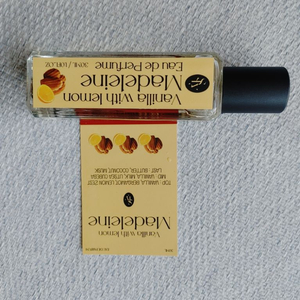 Vanilla with lemon
Madeleine
Eau de Perfume
30ML / 1.0FL.OZ
Vanilla with lemon
Madeleine
TOP : VANILLA, BERGAMOT, LEMON ZEST
MID : VANILLA, MILK, LITSEA CUBEBA
LAST : BUTTER, COCONUT, MUSK